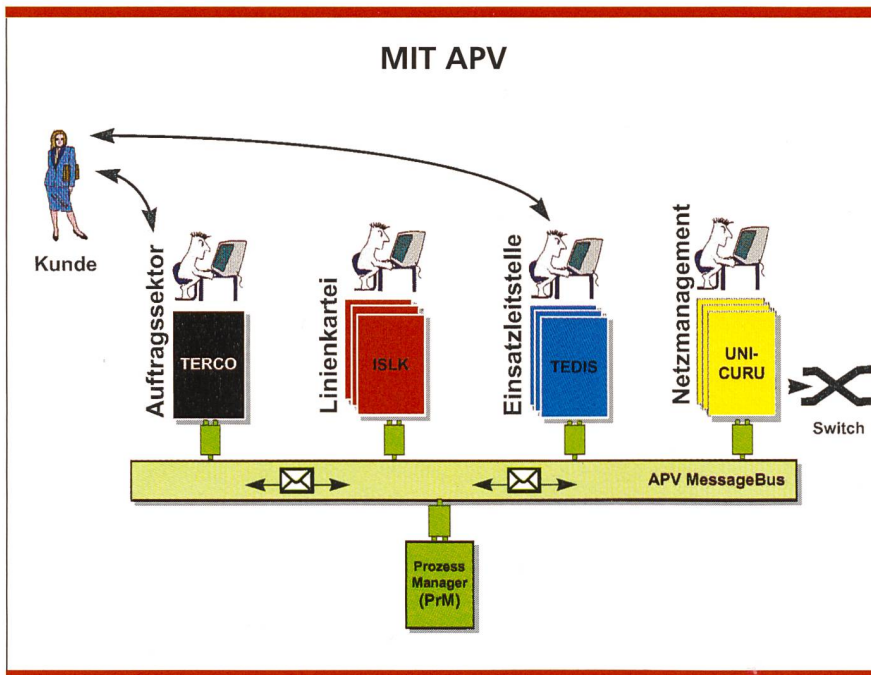 MIT APV
Kunde
Auftragssektor
TERCO
Linienkartei
ISLK
Einsatzleitstelle
TEDIS
Netzmanagement
UNI-
CURU
Switch
APV MessageBus
Prozess
Manager
(PrM)